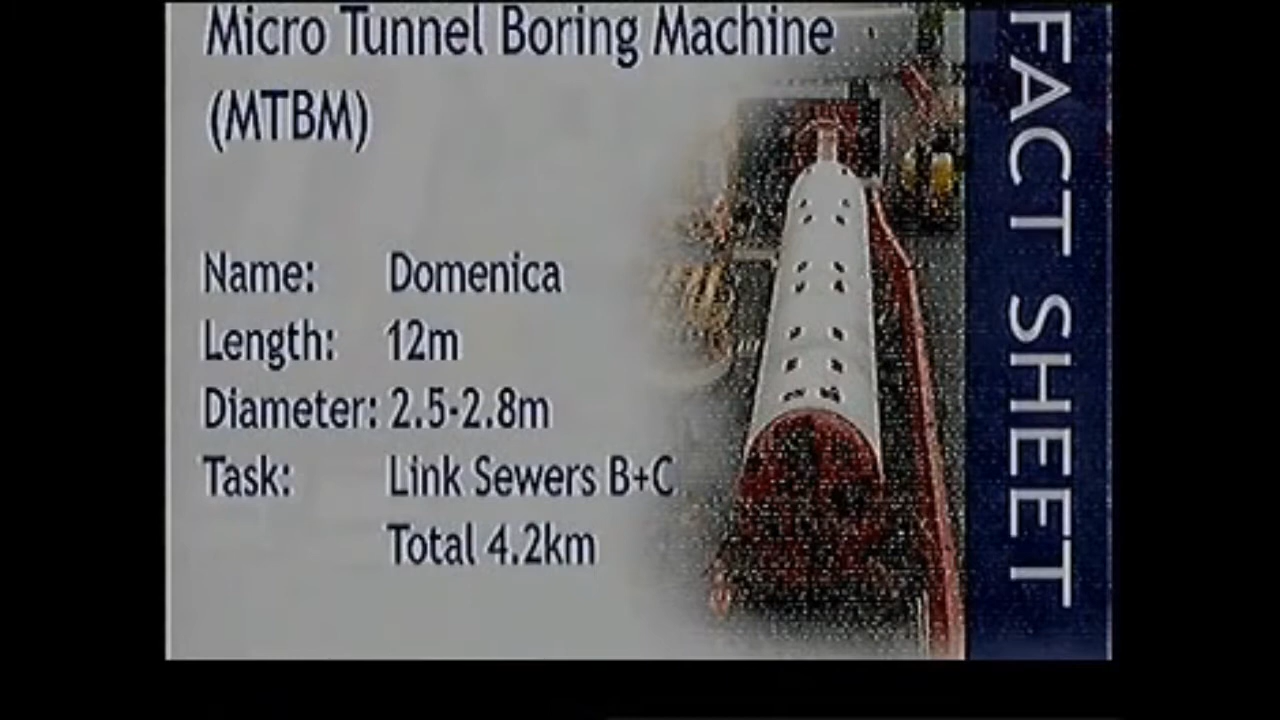 Micro Tunnel Boring Machine
(MTBM)
Name: Domenica
Length: 12m
Diameter: 2.5-2.8m
Task: Link Sewers B+C
Total 4.2km
FACT SHEET